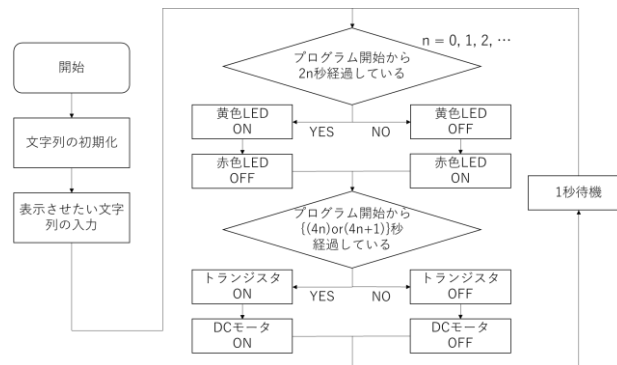 開始
文字列の初期化
表示させたい文字
列の入力
n = 0, 1, 2, …
プログラム開始から
2n秒経過している
黄色LED
ON
YES
NO
黄色LED
OFF
赤色LED
OFF
赤色LED
ON
プログラム開始から
{(4n)or(4n+1)}秒
経過している
トランジスタ
ON
YES
NO
トランジスタ
OFF
DCモータ
ON
DCモータ
OFF
1秒待機